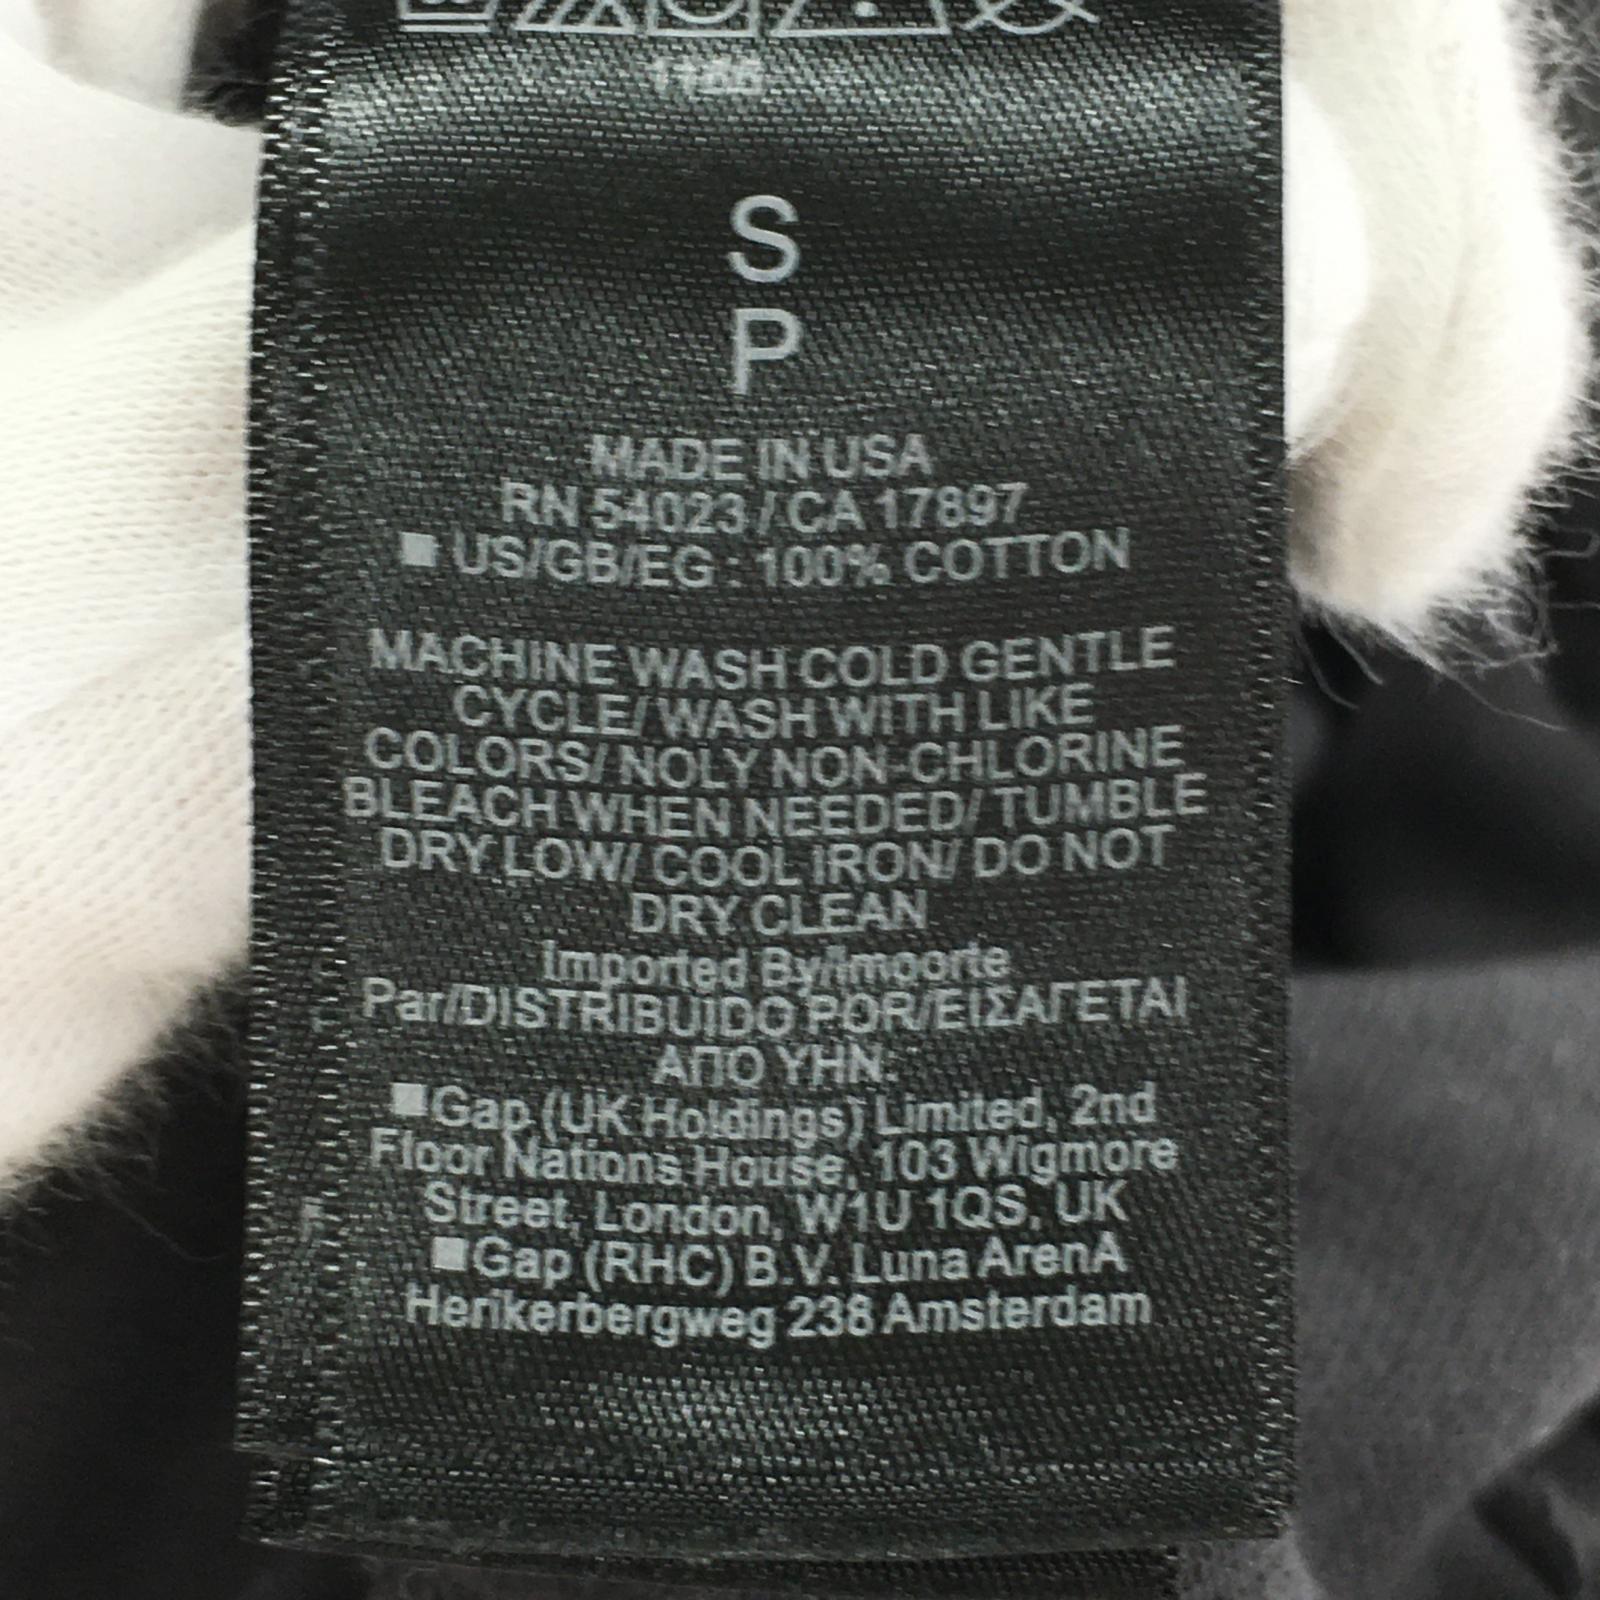 S
P
MADE IN USA
RN 54023 / CA 17897
■ US/GB/EG : 100% COTTON
MACHINE WASH COLD GENTLE
CYCLE/ WASH WITH LIKE
COLORS/ NOLY NON-CHLORINE
BLEACH WHEN NEEDED/ TUMBLE
DRY LOW/ COOL IRON/ DO NOT
DRY CLEAN
Imported By/Imoorte
Par/DISTRIBUIDO POR/ΕΙΣΑΓΕΤΑΙ
ΑΠΟ ΥΗΝ:
■Gap (UK Holdings) Limited, 2nd
Floor Nations House, 103 Wigmore
Street, London, W1U 1QS, UK
■Gap (RHC) B.V. Luna ArenA
Herikerbergweg 238 Amsterdam